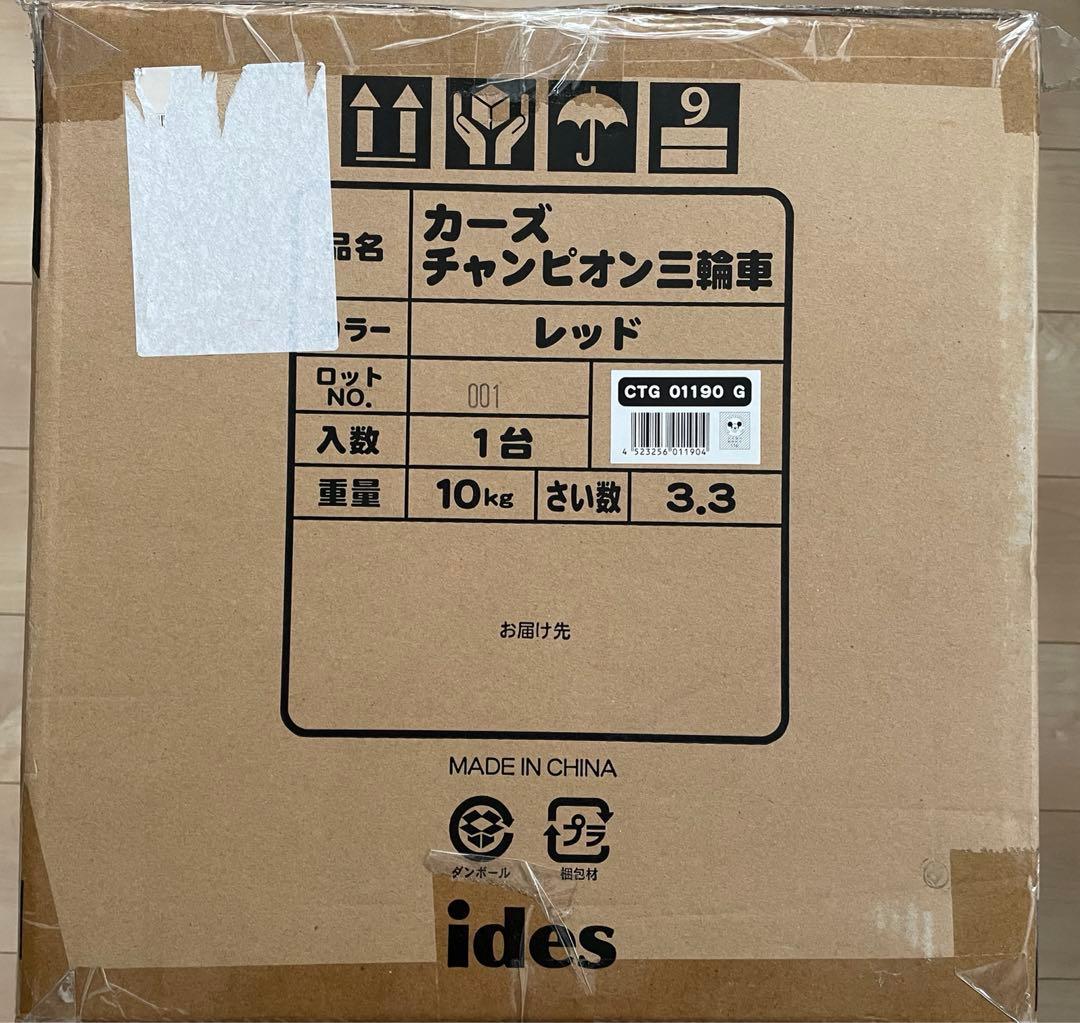 9
品名
カーズ
チャンピオン三輪車
カラー
レッド
ロット
NO.
001
CTG 01190 G
4 523256 011904
入数
1台
重量
10kg
さい数
3.3
お届け先
MADE IN CHINA
プラ
ダンボール
梱包材
ides